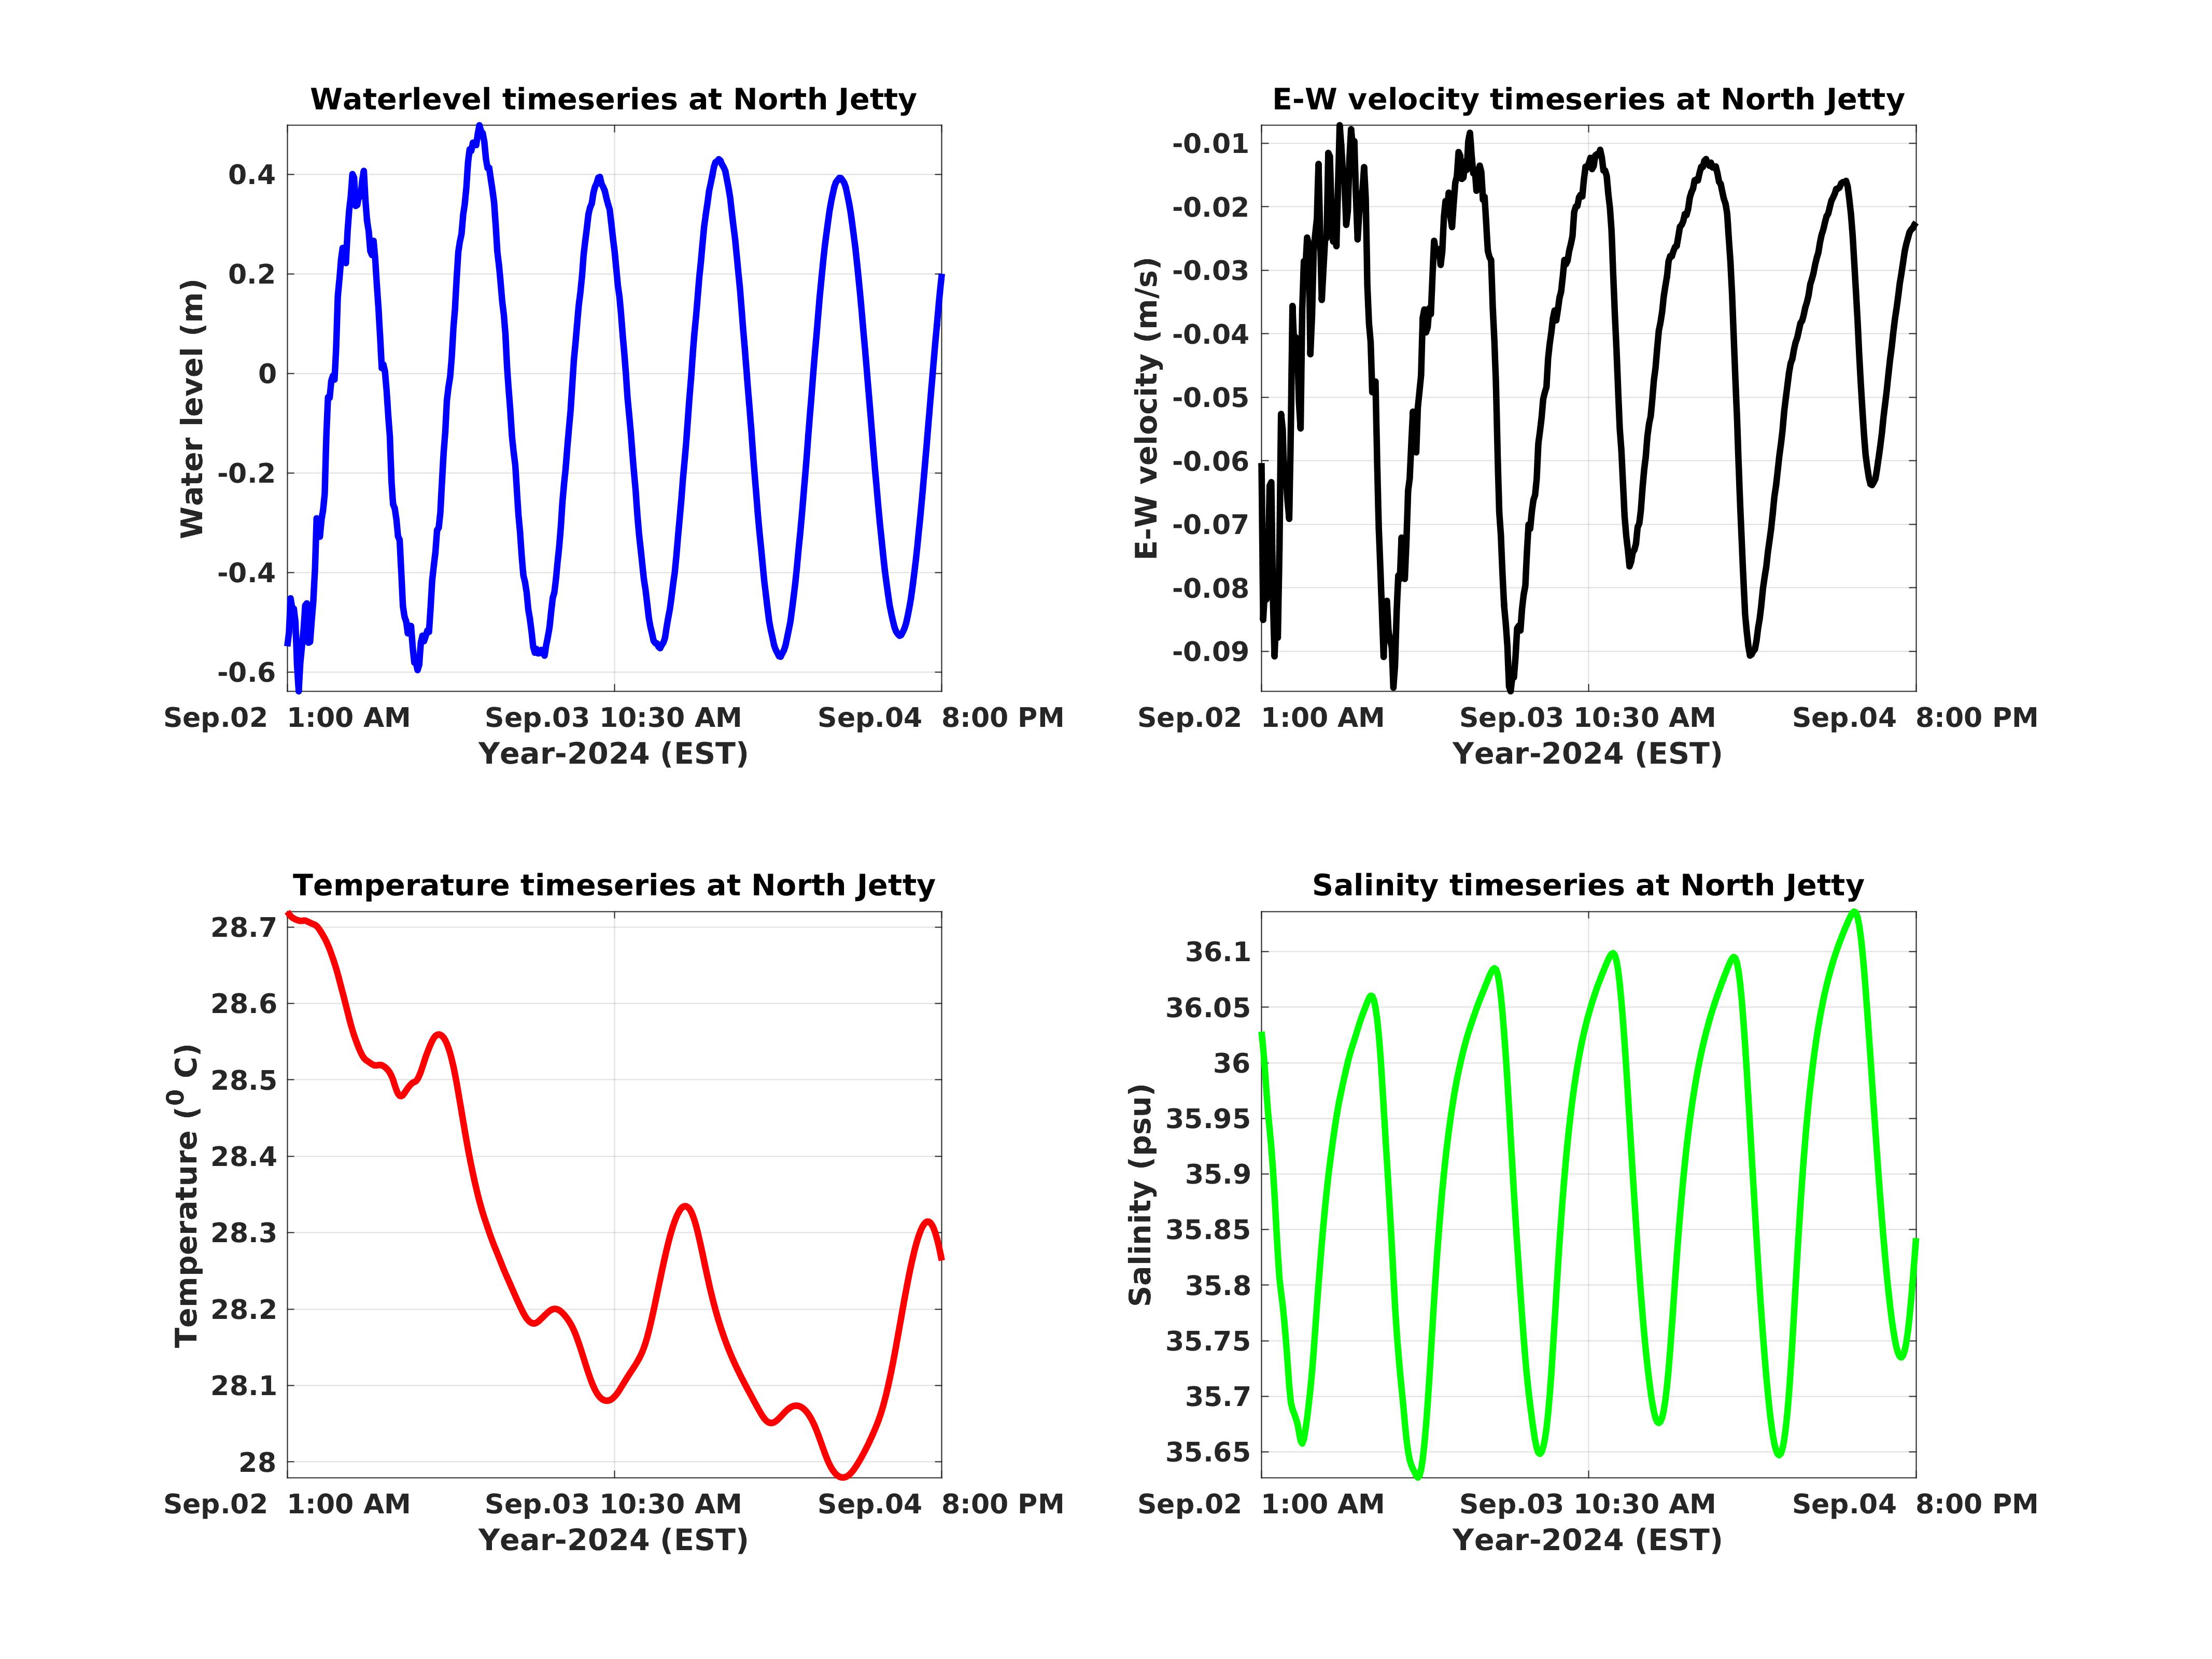 Waterlevel timeseries at North Jetty
Water level (m)
0.4
0.2
0
-0.2
-0.4
-0.6
Sep.02 1:00 AM Sep.03 10:30 AM Sep.04 8:00 PM
Year-2024 (EST)
E-W velocity timeseries at North Jetty
E-W velocity (m/s)
-0.01
-0.02
-0.03
-0.04
-0.05
-0.06
-0.07
-0.08
-0.09
Sep.02 1:00 AM Sep.03 10:30 AM Sep.04 8:00 PM
Year-2024 (EST)
Temperature timeseries at North Jetty
Temperature (⁰ C)
28.7
28.6
28.5
28.4
28.3
28.2
28.1
28
Sep.02 1:00 AM Sep.03 10:30 AM Sep.04 8:00 PM
Year-2024 (EST)
Salinity timeseries at North Jetty
Salinity (psu)
36.1
36.05
36
35.95
35.9
35.85
35.8
35.75
35.7
35.65
Sep.02 1:00 AM Sep.03 10:30 AM Sep.04 8:00 PM
Year-2024 (EST)